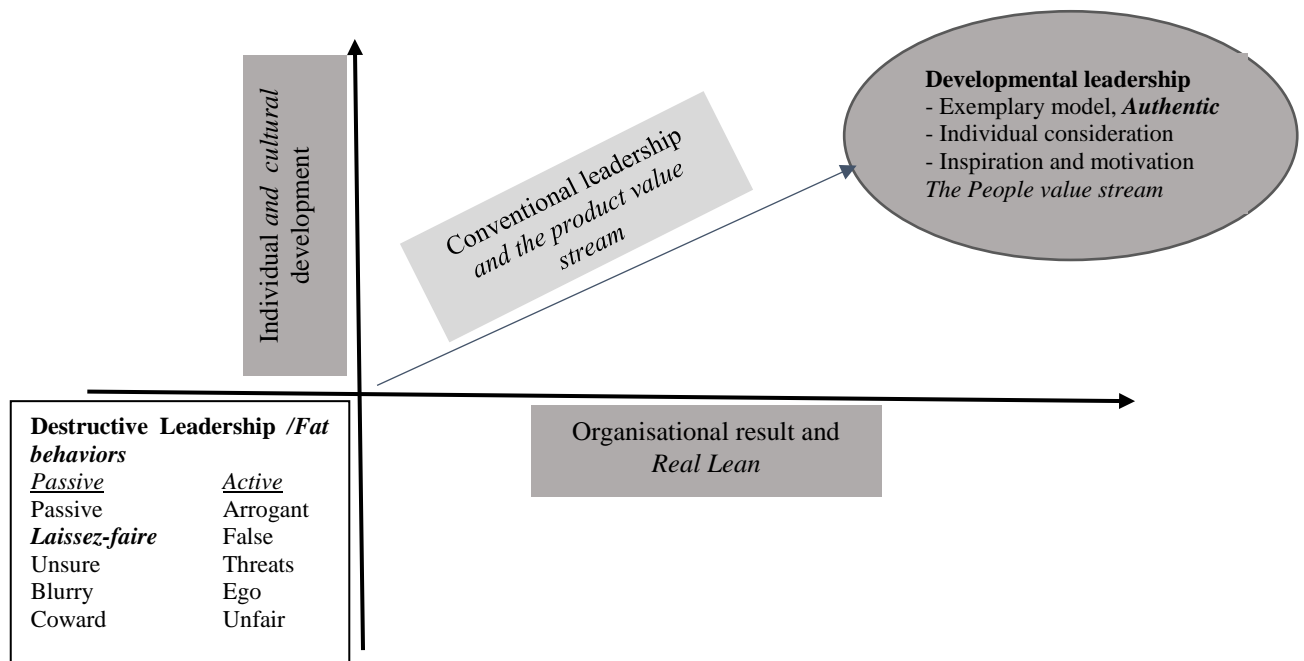 Individual and cultural
development
Conventional leadership
and the product value
stream
Developmental leadership
- Exemplary model, Authentic
- Individual consideration
- Inspiration and motivation
The People value stream
Destructive Leadership /Fat
behaviors
Passive Active
Passive Arrogant
Laissez-faire False
Unsure Threats
Blurry Ego
Coward Unfair
Organisational result and
Real Lean